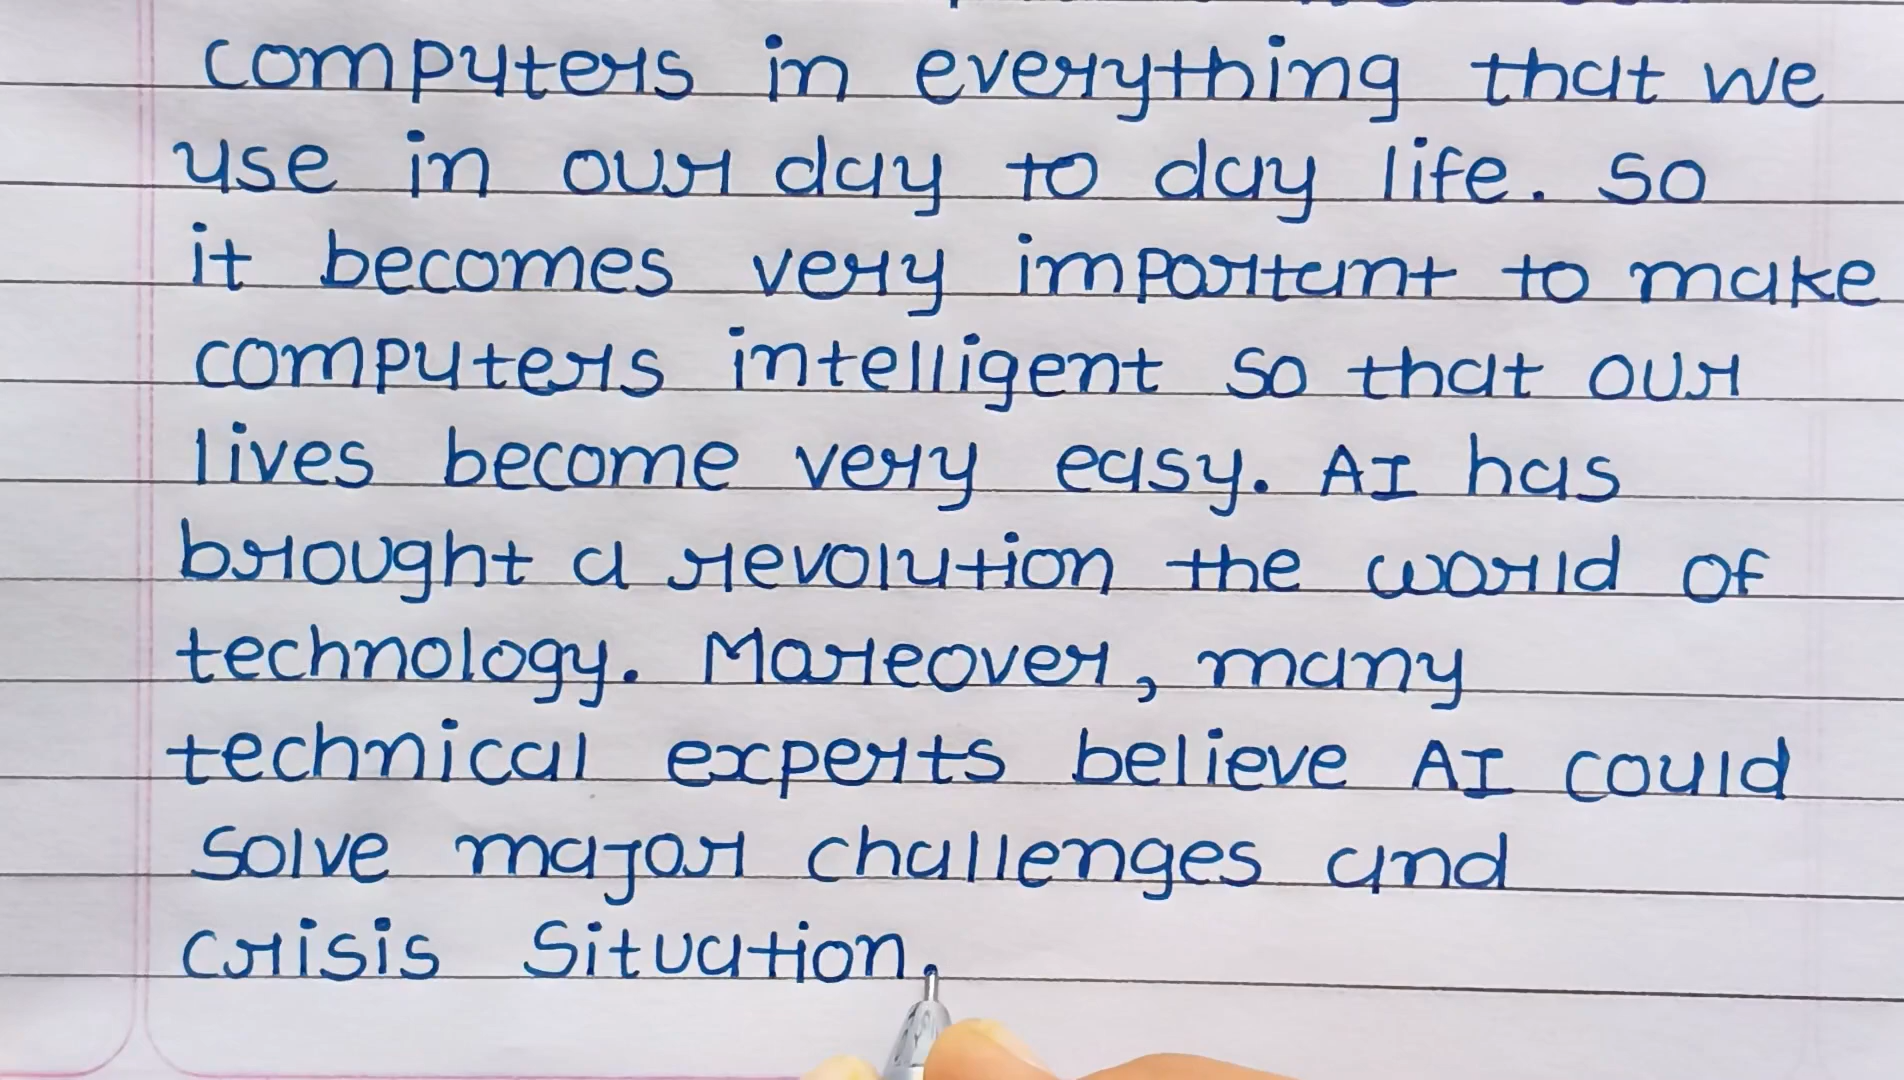 computers in everything that we
use in our day to day life. So
it becomes very important to make
computers intelligent so that our
lives become very easy. AI has
brought a revolution the world of
technology. Moreover, many
technical experts believe AI could
solve major challenges and
crisis situation.